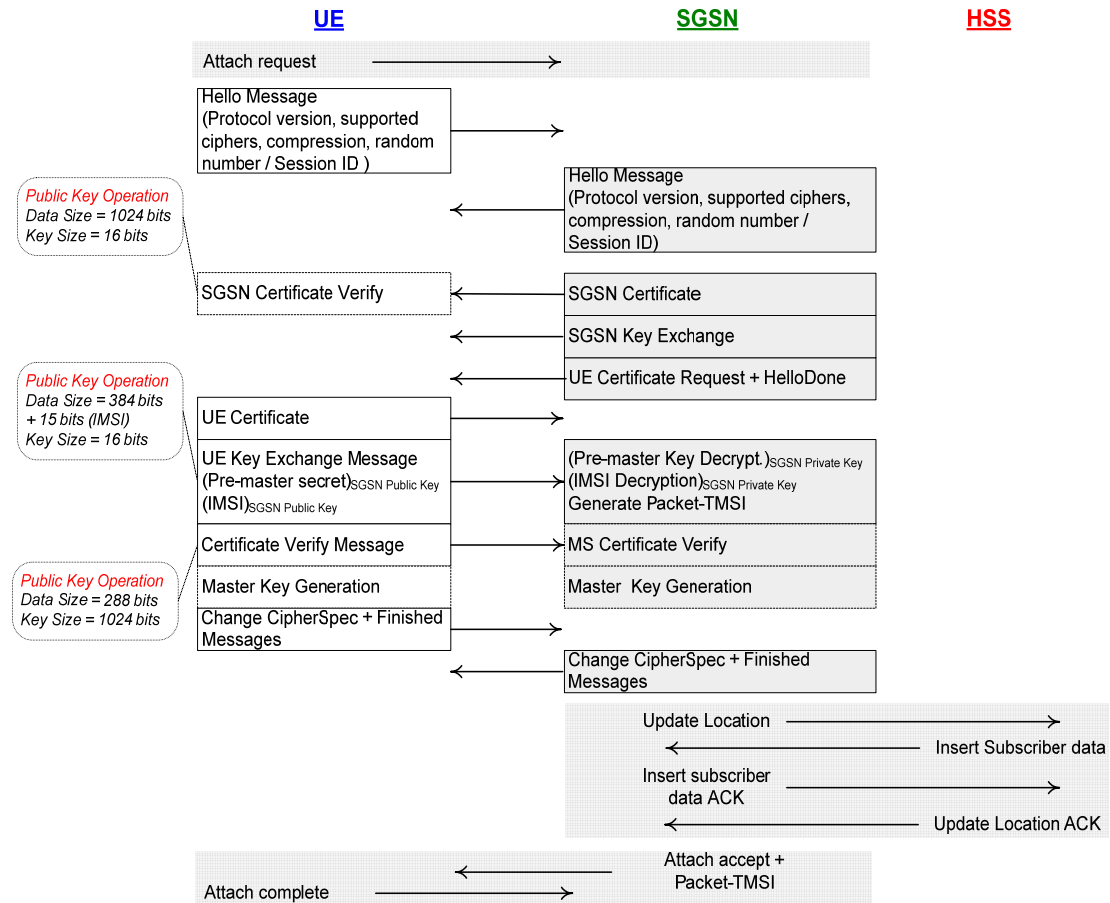 UE
SGSN
HSS
Attach request
Hello Message
(Protocol version, supported
ciphers, compression, random
number / Session ID )
Hello Message
(Protocol version, supported ciphers,
compression, random number /
Session ID)
Public Key Operation
Data Size = 1024 bits
Key Size = 16 bits
SGSN Certificate Verify
SGSN Certificate
SGSN Key Exchange
UE Certificate Request + HelloDone
Public Key Operation
Data Size = 384 bits
+ 15 bits (IMSI)
Key Size = 16 bits
UE Certificate
UE Key Exchange Message
(Pre-master secret)SGSN Public Key
(IMSI)SGSN Public Key
(Pre-master Key Decrypt.)SGSN Private Key
(IMSI Decryption)SGSN Private Key
Generate Packet-TMSI
Certificate Verify Message
MS Certificate Verify
Public Key Operation
Data Size = 288 bits
Key Size = 1024 bits
Master Key Generation
Master Key Generation
Change CipherSpec + Finished
Messages
Change CipherSpec + Finished
Messages
Update Location
Insert Subscriber data
Insert subscriber
data ACK
Update Location ACK
Attach accept +
Packet-TMSI
Attach complete